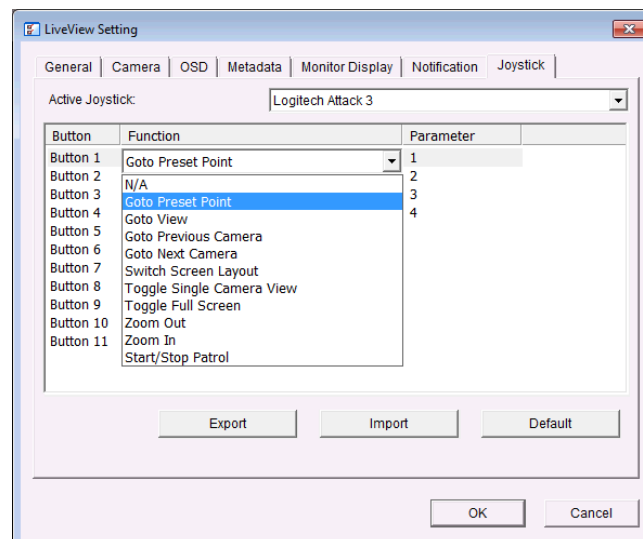 LiveView Setting
General Camera OSD Metadata Monitor Display Notification Joystick
Active Joystick: Logitech Attack 3
Button Function Parameter
Button 1 Goto Preset Point 1
Button 2 N/A 2
Button 3 Goto Preset Point 3
Button 4 Goto View 4
Button 5 Goto Previous Camera
Button 6 Goto Next Camera
Button 7 Switch Screen Layout
Button 8 Toggle Single Camera View
Button 9 Toggle Full Screen
Button 10 Zoom Out
Button 11 Zoom In
Start/Stop Patrol
Export Import Default
OK Cancel